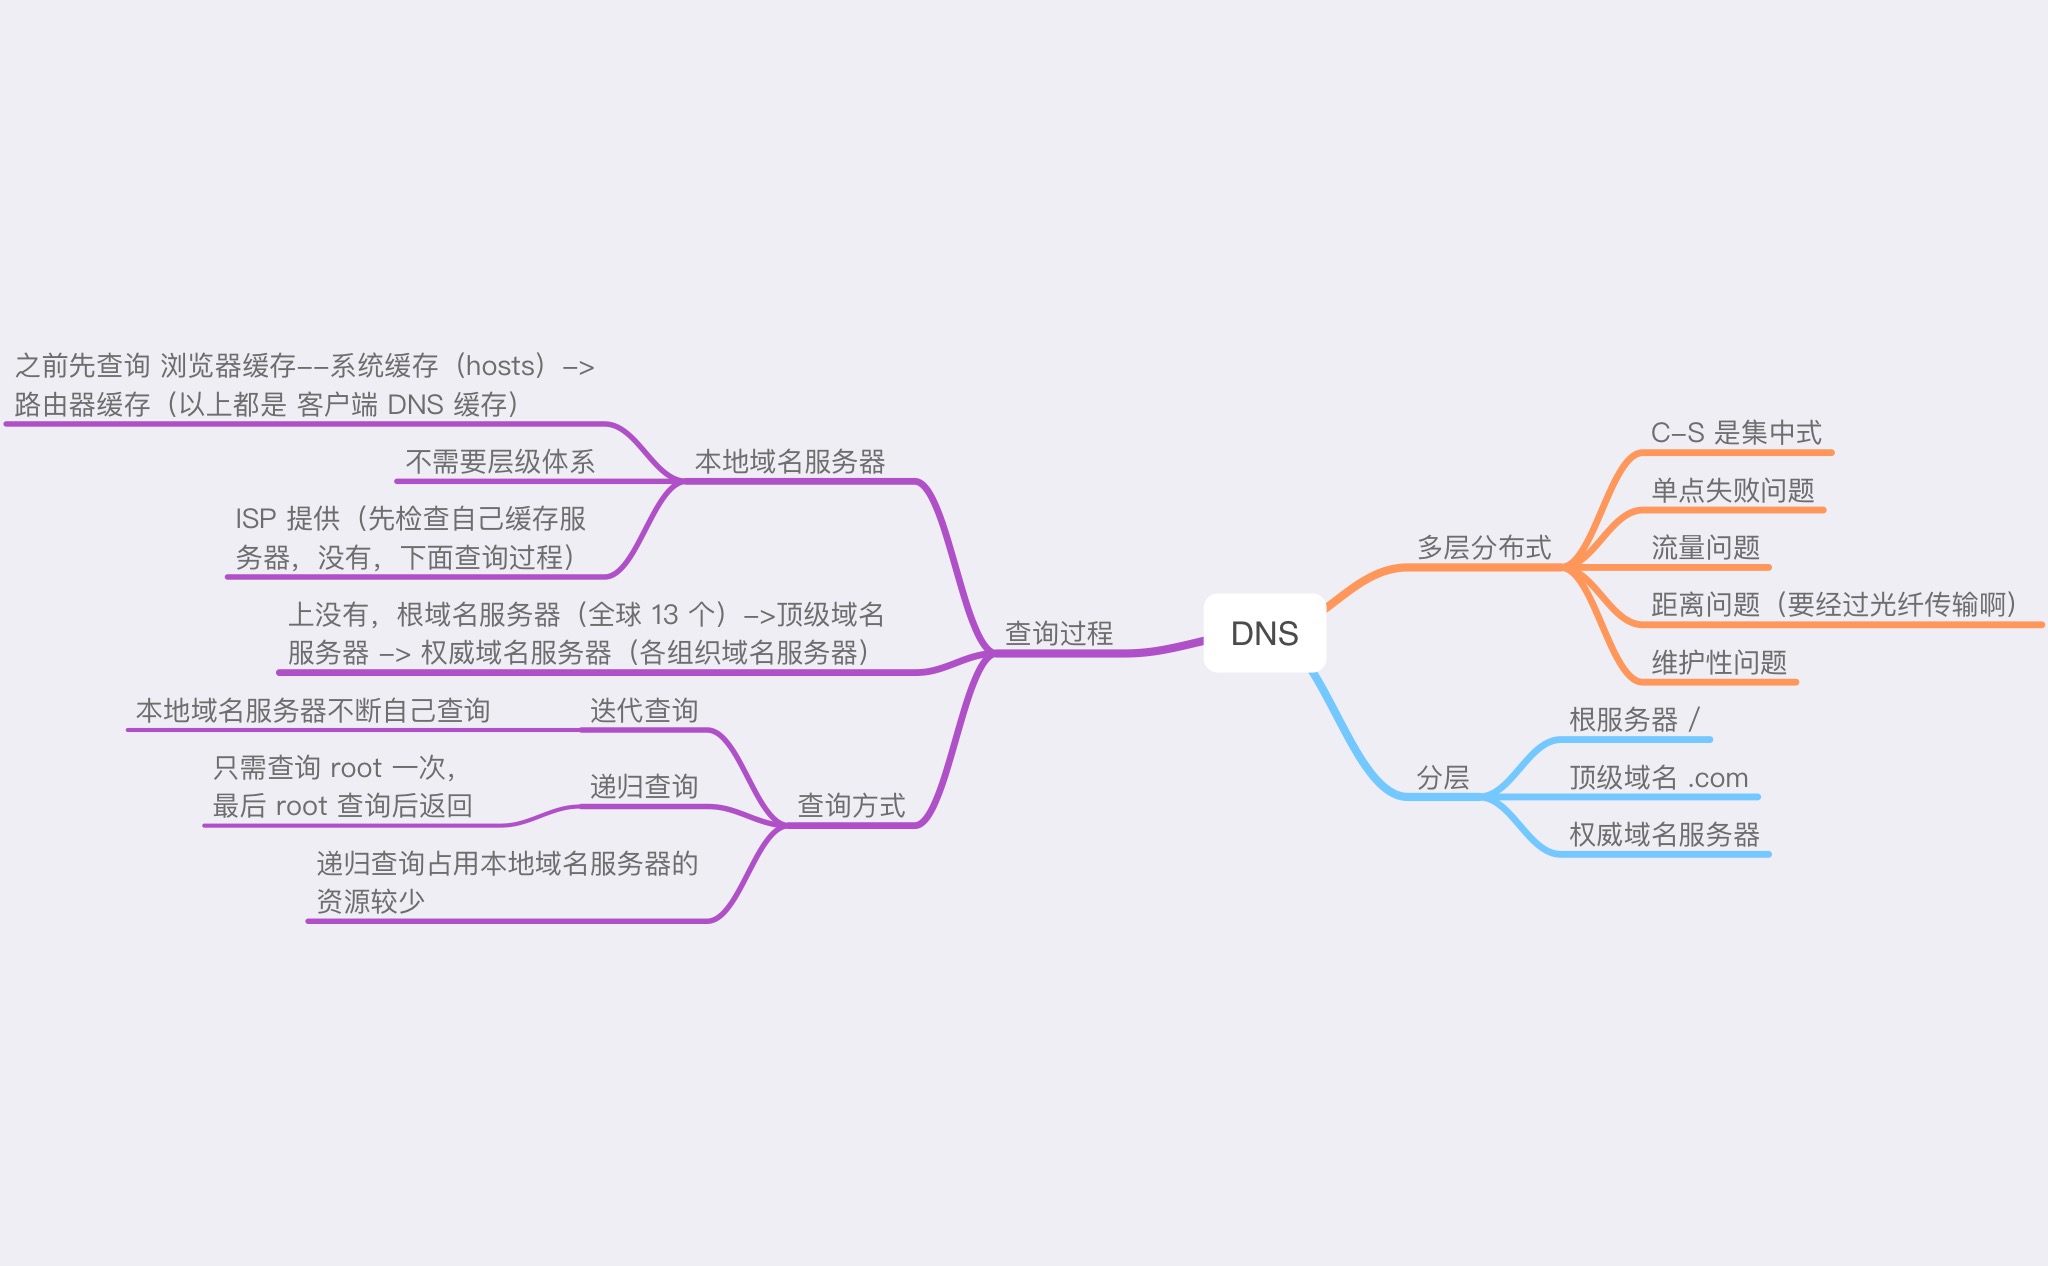 DNS
多层分布式
C-S 是集中式
单点失败问题
流量问题
距离问题（要经过光纤传输啊）
维护性问题
分层
根服务器 /
顶级域名 .com
权威域名服务器
查询过程
本地域名服务器
之前先查询 浏览器缓存--系统缓存（hosts）->
路由器缓存（以上都是 客户端 DNS 缓存）
不需要层级体系
ISP 提供（先检查自己缓存服
务器，没有，下面查询过程）
上没有，根域名服务器（全球 13 个）->顶级域名
服务器 -> 权威域名服务器（各组织域名服务器）
查询方式
迭代查询
本地域名服务器不断自己查询
递归查询
只需查询 root 一次，
最后 root 查询后返回
递归查询占用本地域名服务器的
资源较少